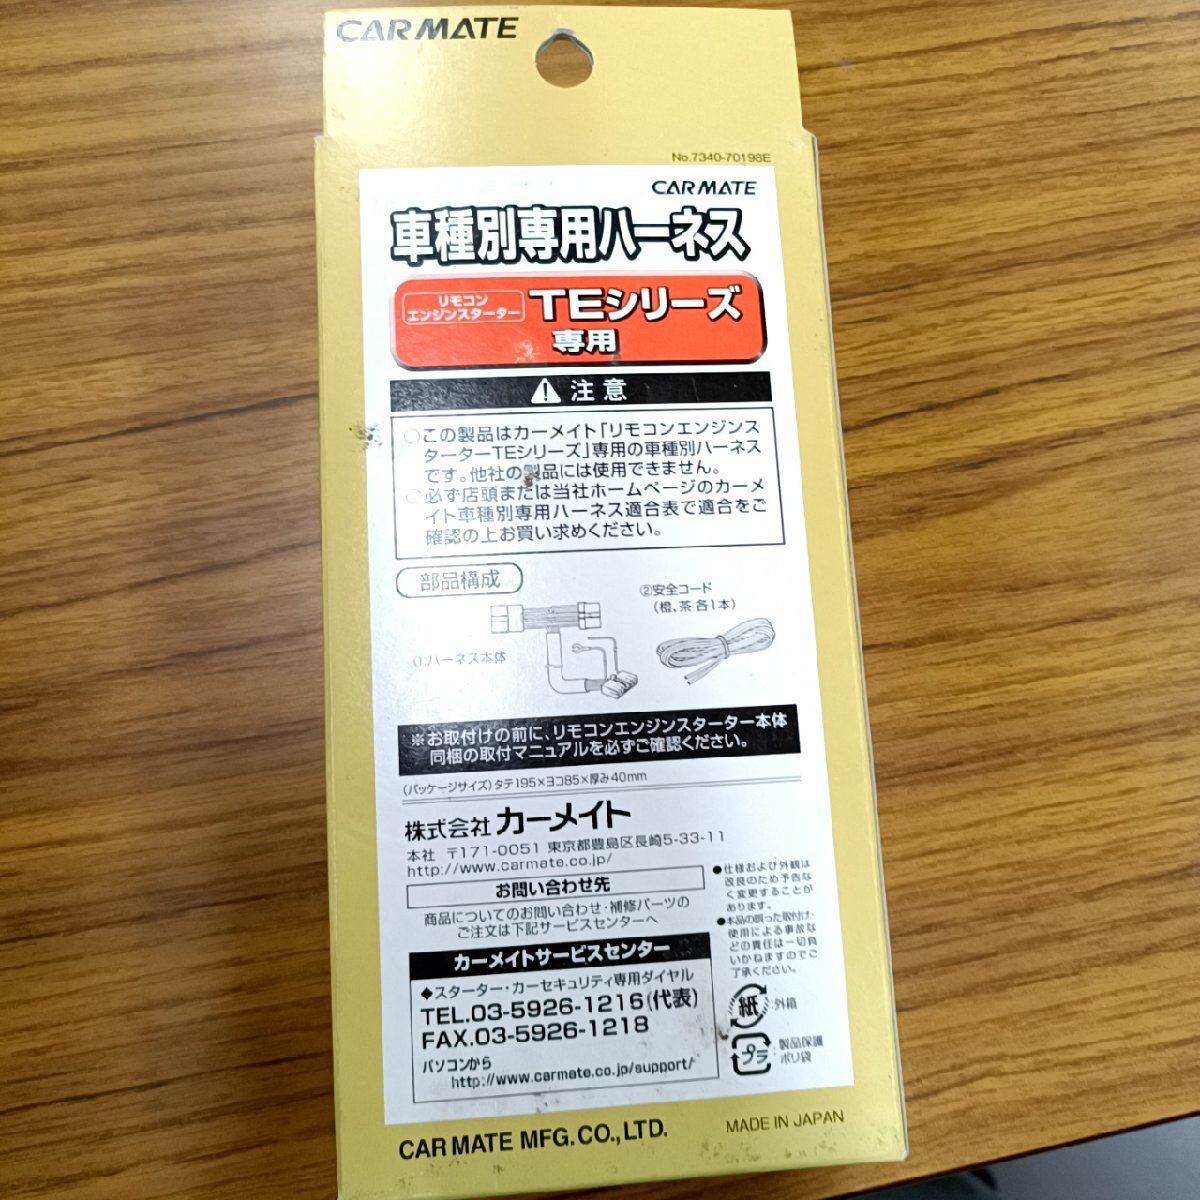 CARMATE
No.7340-70198E
CARMATE
車種別専用ハーネス
リモコン
エンジンスターター
TEシリーズ
専用
注意
○この製品はカーメイト「リモコンエンジンス
ターターTEシリーズ」専用の車種別ハーネス
です。他社の製品には使用できません。
○必ず店頭または当社ホームページのカーメ
イト車種別専用ハーネス適合表で適合をご
確認の上お買い求めください。
部品構成
①ハーネス本体
②安全コード
(橙、茶 各1本)
※お取付けの前に、リモコンエンジンスターター本体
同梱の取付マニュアルを必ずご確認ください。
(パッケージサイズ)タテ195×ヨコ85×厚み40mm
株式会社 カーメイト
本社 〒171-0051 東京都豊島区長崎5-33-11
http://www.carmate.co.jp/
お問い合わせ先
商品についてのお問い合わせ・補修パーツの
ご注文は下記サービスセンターへ
カーメイトサービスセンター
◆スターター・カーセキュリティ専用ダイヤル
TEL.03-5926-1216(代表)
FAX.03-5926-1218
パソコンから
http://www.carmate.co.jp/support/
●仕様および外観は
改良のため予告な
く変更することが
あります。
●本品の誤った取付け・
使用による事故な
どの責任は一切負
いかねますのでご
了承ください。
紙
外箱
プラ
製品保護
ポリ袋
CAR MATE MFG.CO.,LTD.
MADE IN JAPAN